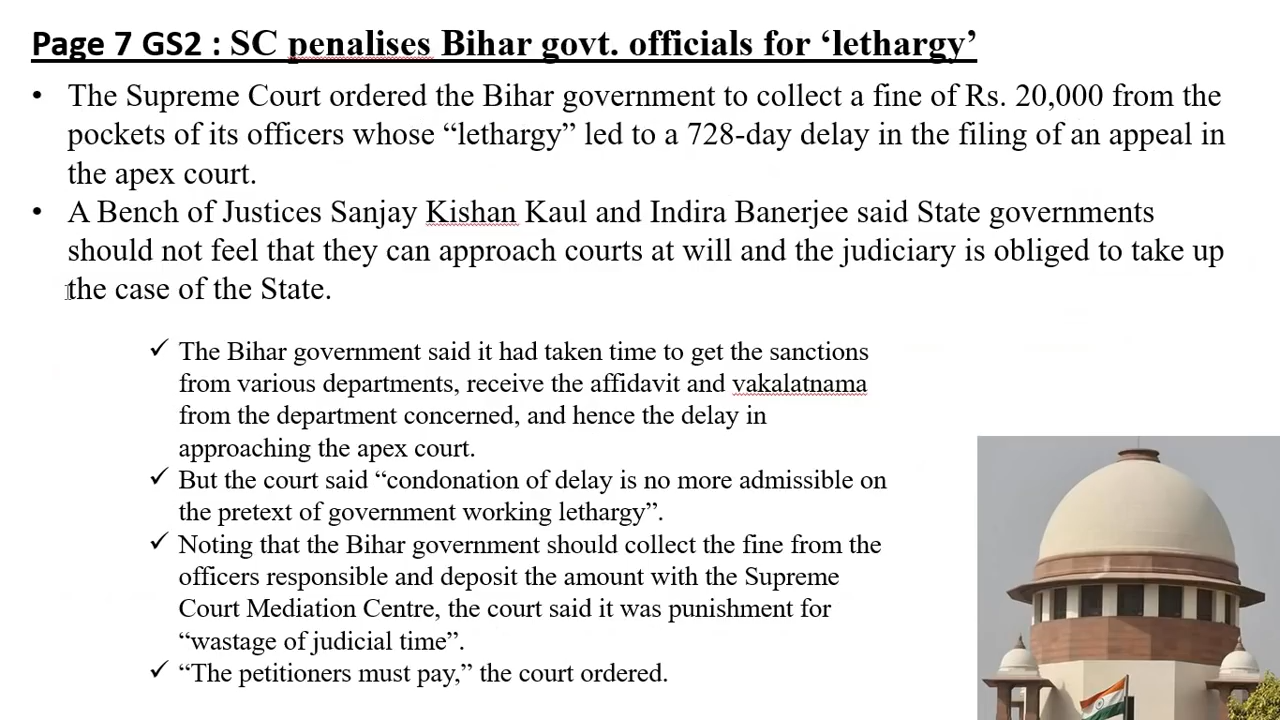 Page 7 GS2 : SC penalises Bihar govt. officials for ‘lethargy’
• The Supreme Court ordered the Bihar government to collect a fine of Rs. 20,000 from the
pockets of its officers whose “lethargy” led to a 728-day delay in the filing of an appeal in
the apex court.
• A Bench of Justices Sanjay Kishan Kaul and Indira Banerjee said State governments
should not feel that they can approach courts at will and the judiciary is obliged to take up
the case of the State.
✓ The Bihar government said it had taken time to get the sanctions
from various departments, receive the affidavit and vakalatnama
from the department concerned, and hence the delay in
approaching the apex court.
✓ But the court said “condonation of delay is no more admissible on
the pretext of government working lethargy”.
✓ Noting that the Bihar government should collect the fine from the
officers responsible and deposit the amount with the Supreme
Court Mediation Centre, the court said it was punishment for
“wastage of judicial time”.
✓ “The petitioners must pay,” the court ordered.